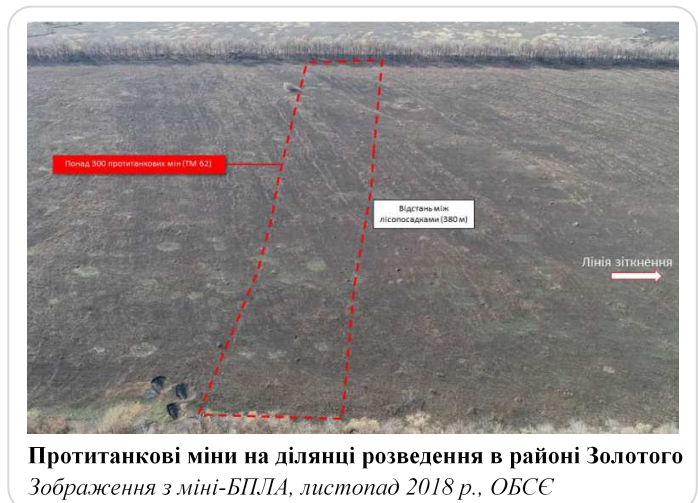 Понад 300 протитанкових мін (ТМ 62)
Відстань між
лісопосадками (380 м)
Лінія зіткнення
Протитанкові міни на ділянці розведення в районі Золотого
Зображення з міні-БПЛА, листопад 2018 р., ОБСЄ